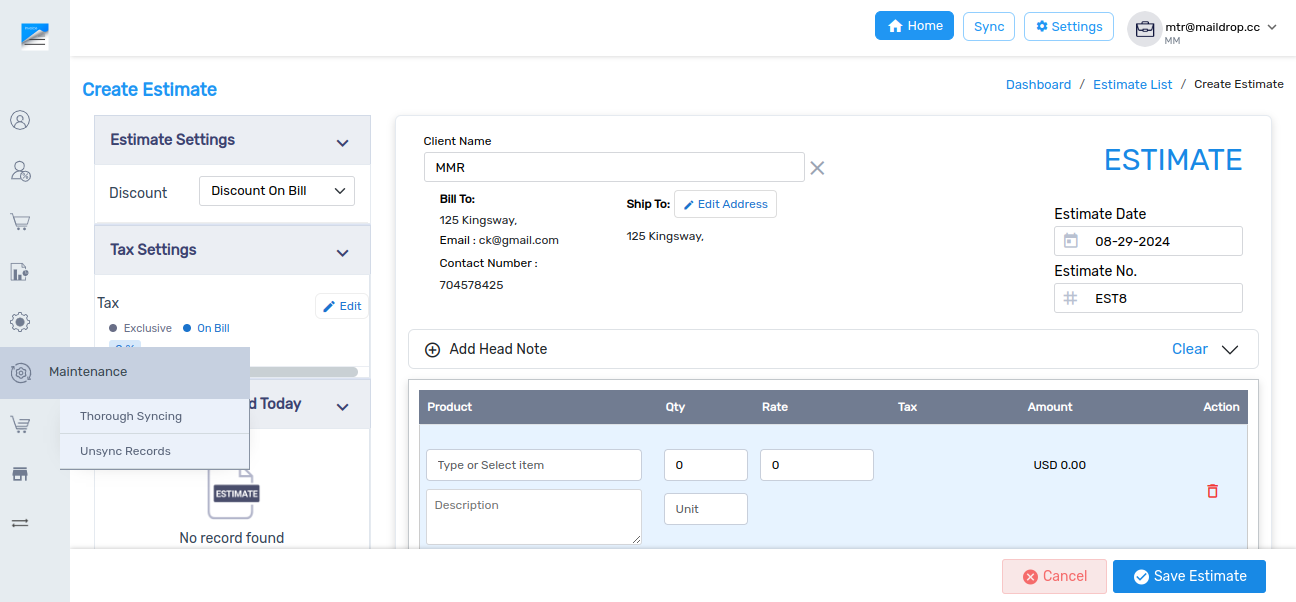 Home
Sync
Settings
mtr@maildrop.cc
MM
Create Estimate
Dashboard / Estimate List / Create Estimate
Estimate Settings
Discount
Discount On Bill
Tax Settings
Tax
Edit
Exclusive
On Bill
Maintenance
Thorough Syncing
Unsync Records
d Today
ESTIMATE
No record found
Client Name
MMR
ESTIMATE
Bill To:
125 Kingsway,
Email : ck@gmail.com
Contact Number :
704578425
Ship To:
Edit Address
125 Kingsway,
Estimate Date
08-29-2024
Estimate No.
EST8
Add Head Note
Clear
Product Qty Rate Tax Amount Action
Type or Select item
0
0
USD 0.00
Description
Unit
Cancel
Save Estimate